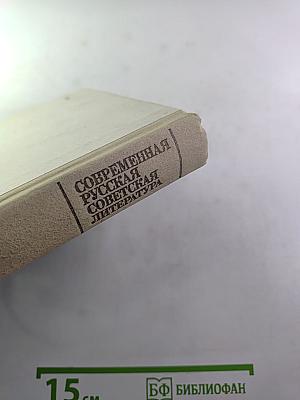 СОВРЕМЕННАЯ
РУССКАЯ
СОВЕТСКАЯ
ЛИТЕРАТУРА
15 см
БФ БИБЛИОФАН